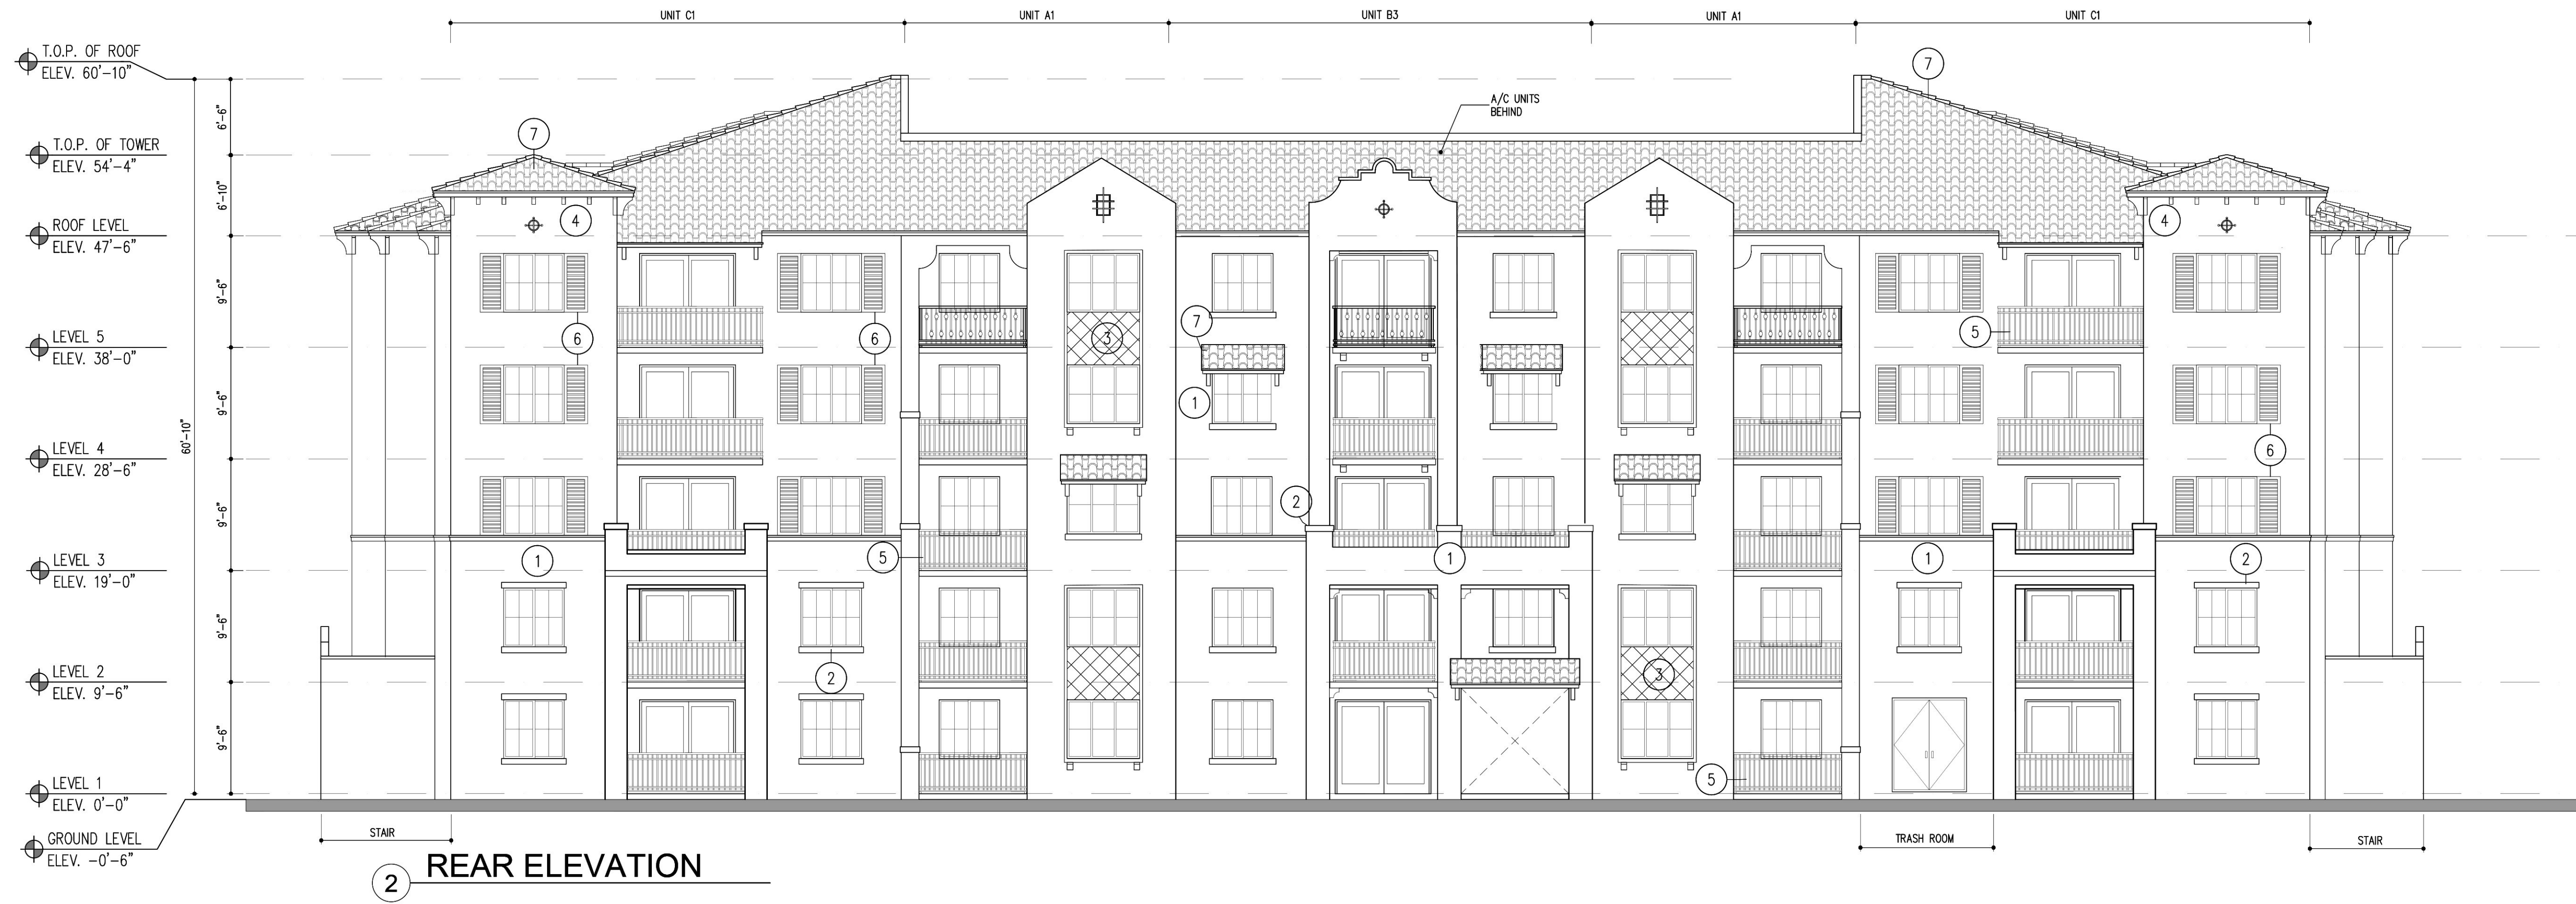 UNIT C1
UNIT A1
UNIT B3
UNIT A1
UNIT C1
T.O.P. OF ROOF
ELEV. 60'-10"
T.O.P. OF TOWER
ELEV. 54'-4"
ROOF LEVEL
ELEV. 47'-6"
LEVEL 5
ELEV. 38'-0"
LEVEL 4
ELEV. 28'-6"
LEVEL 3
ELEV. 19'-0"
LEVEL 2
ELEV. 9'-6"
LEVEL 1
ELEV. 0'-0"
GROUND LEVEL
ELEV. -0'-6"
60'-10"
6'-6"
6'-10"
9'-6"
9'-6"
9'-6"
9'-6"
9'-6"
7
A/C UNITS
BEHIND
7
4
4
7
6
6
3
5
1
6
2
1
5
1
1
2
2
3
5
STAIR
TRASH ROOM
STAIR
2
REAR ELEVATION